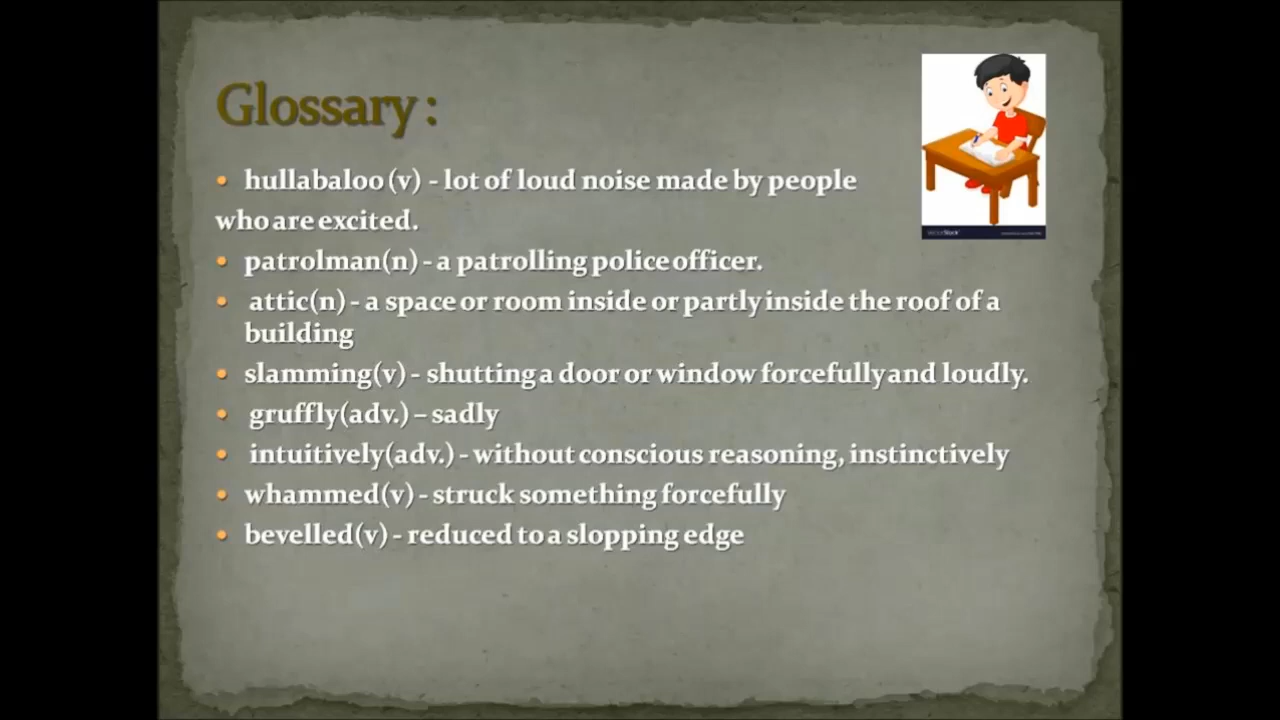 Glossary :
hullabaloo (v) - lot of loud noise made by people
who are excited.
patrolman(n) - a patrolling police officer.
attic(n) - a space or room inside or partly inside the roof of a
building
slamming(v) - shutting a door or window forcefully and loudly.
gruffly(adv.) – sadly
intuitively(adv.) - without conscious reasoning, instinctively
whammed(v) - struck something forcefully
bevelled(v) - reduced to a slopping edge
VectorStock